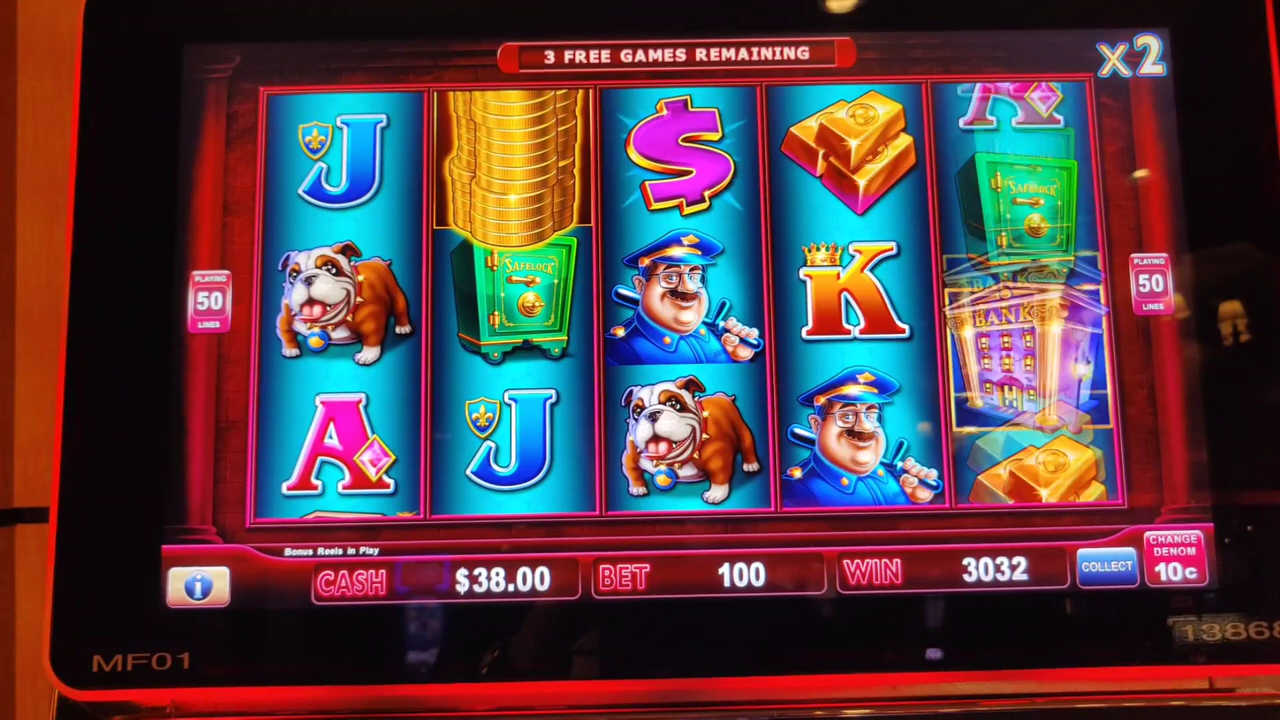 3 FREE GAMES REMAINING
x2
J
$
A
SAFELOCK
PLAYING
50
LINES
SAFELOCK
K
BANK
PLAYING
50
LINES
A
J
Bonus Reels in Play
i
CASH $38.00
BET 100
WIN 3032
COLLECT
CHANGE
DENOM
10c
MF01
13868